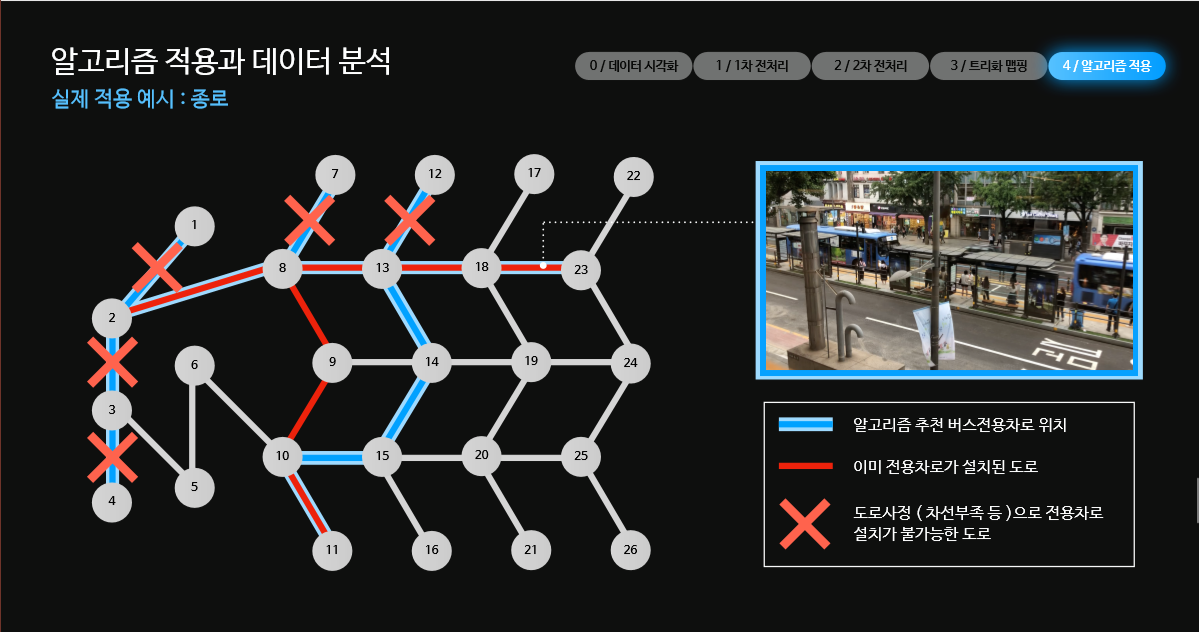 알고리즘 적용과 데이터 분석
실제 적용 예시 : 종로
0 / 데이터 시각화
1 / 1차 전처리
2 / 2차 전처리
3 / 트리화 맵핑
4 / 알고리즘 적용
7
12
17
22
1
8
13
18
23
2
6
9
14
19
24
3
10
15
20
25
5
4
11
16
21
26
전용
알고리즘 추천 버스전용차로 위치
이미 전용차로가 설치된 도로
도로사정 ( 차선부족 등 )으로 전용차로
설치가 불가능한 도로